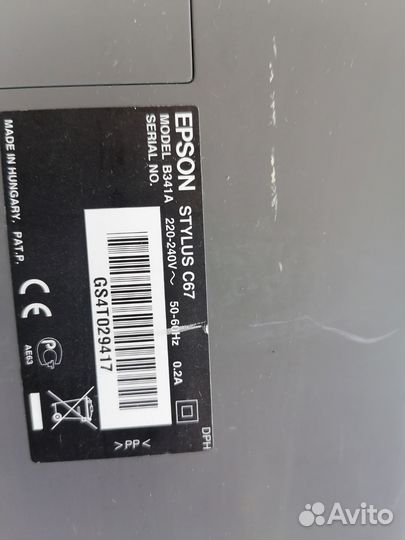 EPSON STYLUS C67
MODEL B341A 220-240V~ 50-60Hz 0.2A
SERIAL NO.
GS4T029417
MADE IN HUNGARY, PAT.P.
CE
AE63
>PP<
DPH
Avito